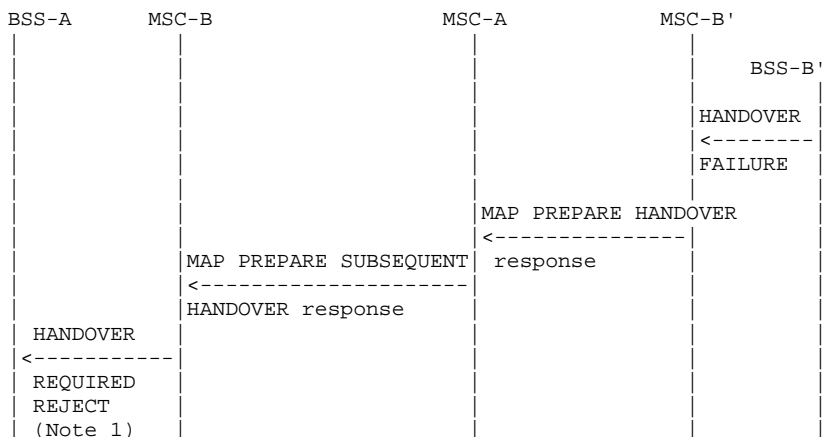 BSS-A MSC-B MSC-A MSC-B'
BSS-B'
HANDOVER
FAILURE
MAP PREPARE HANDOVER
MAP PREPARE SUBSEQUENT response
HANDOVER response
HANDOVER
REQUIRED
REJECT
(Note 1)